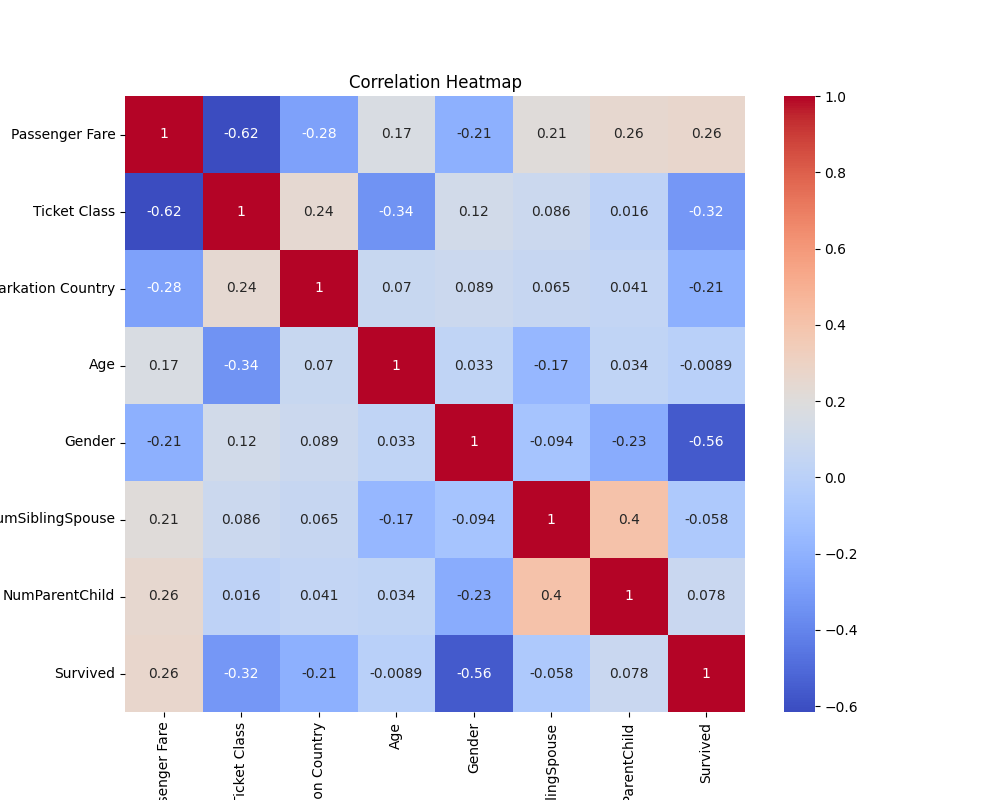 Correlation Heatmap
Passenger Fare 1 -0.62 -0.28 0.17 -0.21 0.21 0.26 0.26
Ticket Class -0.62 1 0.24 -0.34 0.12 0.086 0.016 -0.32
arkation Country -0.28 0.24 1 0.07 0.089 0.065 0.041 -0.21
Age 0.17 -0.34 0.07 1 0.033 -0.17 0.034 -0.0089
Gender -0.21 0.12 0.089 0.033 1 -0.094 -0.23 -0.56
umSiblingSpouse 0.21 0.086 0.065 -0.17 -0.094 1 0.4 -0.058
NumParentChild 0.26 0.016 0.041 0.034 -0.23 0.4 1 0.078
Survived 0.26 -0.32 -0.21 -0.0089 -0.56 -0.058 0.078 1
senger Fare
Ticket Class
on Country
Age
Gender
lingSpouse
ParentChild
Survived
1.0
0.8
0.6
0.4
0.2
0.0
−0.2
−0.4
−0.6